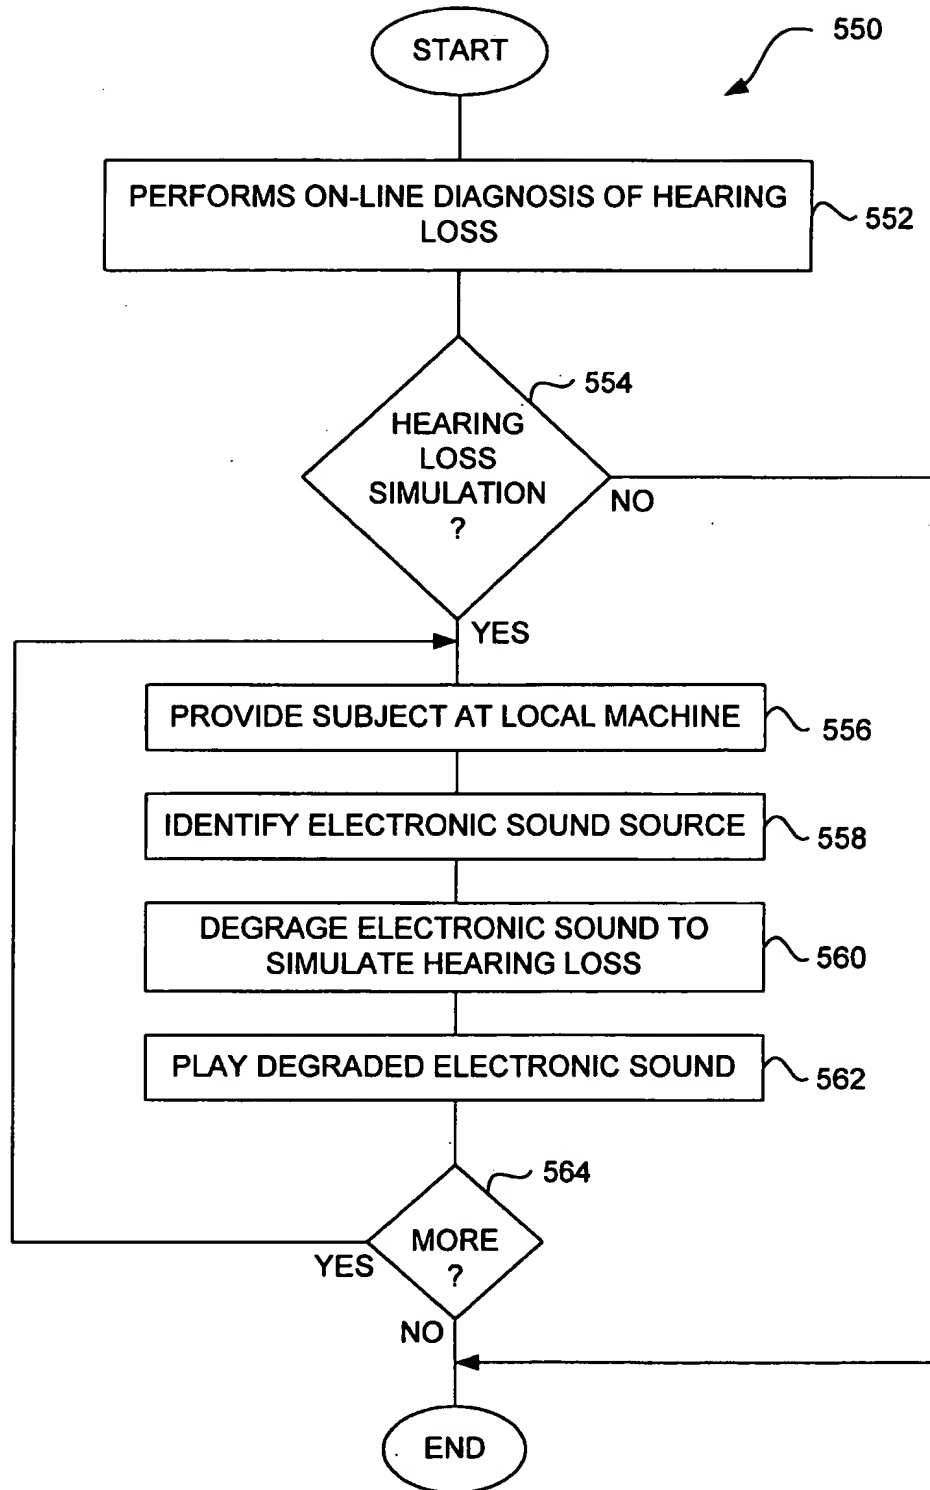 START
550
PERFORMS ON-LINE DIAGNOSIS OF HEARING
LOSS
552
554
HEARING
LOSS
SIMULATION
?
NO
YES
PROVIDE SUBJECT AT LOCAL MACHINE
556
IDENTIFY ELECTRONIC SOUND SOURCE
558
DEGRAGE ELECTRONIC SOUND TO
SIMULATE HEARING LOSS
560
PLAY DEGRADED ELECTRONIC SOUND
562
564
MORE
?
YES
NO
END